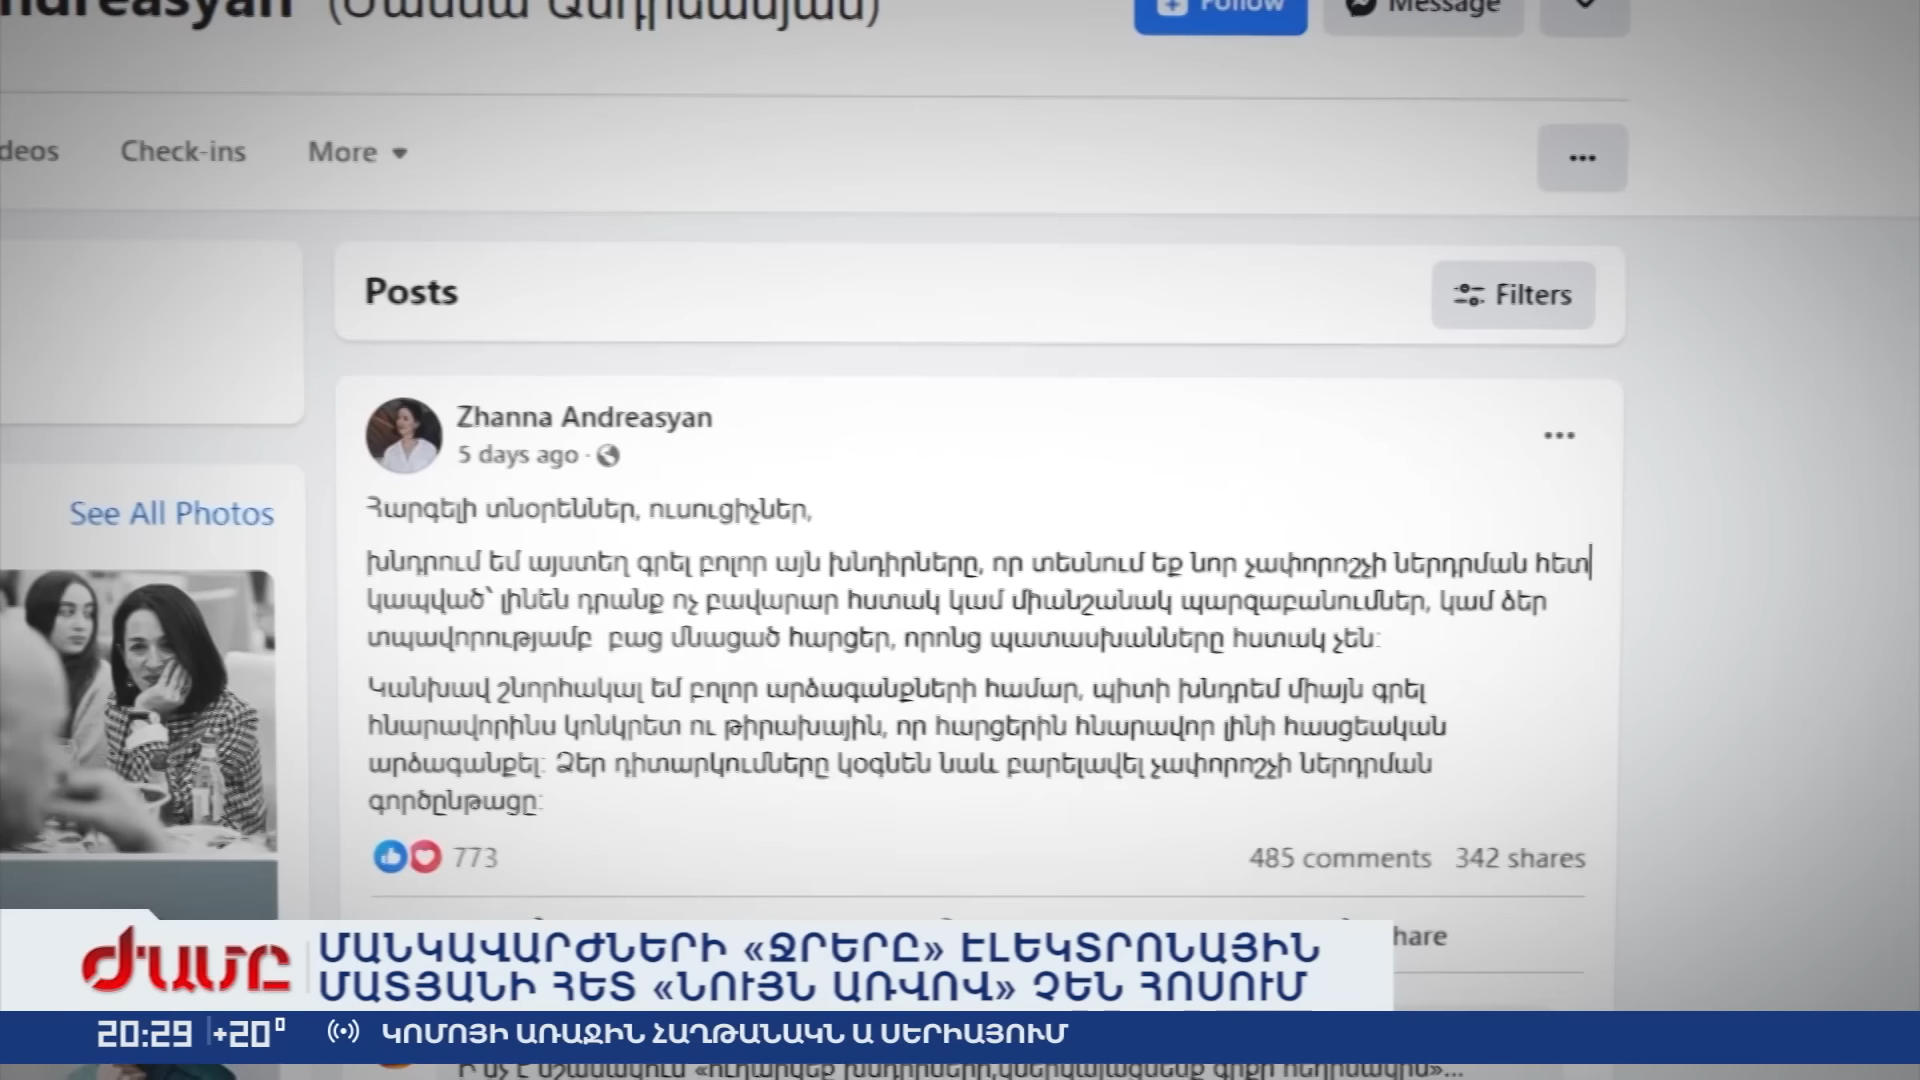 (Ժաննա Անդրեասյան)
Follow
Message
Check-ins
More
Posts
Filters
Zhanna Andreasyan
5 days ago ·
See All Photos
Հարգելի տնօրեններ, ուսուցիչներ,
խնդրում եմ այստեղ գրել բոլոր այն խնդիրները, որ տեսնում եք նոր չափորոշչի ներդրման հետ
կապված՝ լինեն դրանք ոչ բավարար հստակ կամ միանշանակ պարզաբանումներ, կամ ձեր
տպավորությամբ բաց մնացած հարցեր, որոնց պատասխանները հստակ չեն։
Կանխավ շնորհակալ եմ բոլոր արձագանքների համար, պիտի խնդրեմ միայն գրել
հնարավորինս կոնկրետ ու թիրախային, որ հարցերին հնարավոր լինի հասցեական
արձագանքել։ Ձեր դիտարկումները կօգնեն նաև բարելավել չափորոշչի ներդրման
գործընթացը։
773
485 comments 342 shares
ԺԱՄԸ
ՄԱՆԿԱՎԱՐԺՆԵՐԻ «ՋՐԵՐԸ» ԷԼԵԿՏՐՈՆԱՅԻՆ
ՄԱՏՅԱՆԻ ՀԵՏ «ՆՈՒՅՆ ԱՌՎՈՎ» ՉԵՆ ՀՈՍՈՒՄ
20:29 +20°
ԿՈՄՈՅԻ ԱՌԱՋԻՆ ՀԱՂԹԱՆԱԿՆ Ա ՍԵՐԻԱՅՈՒՄ